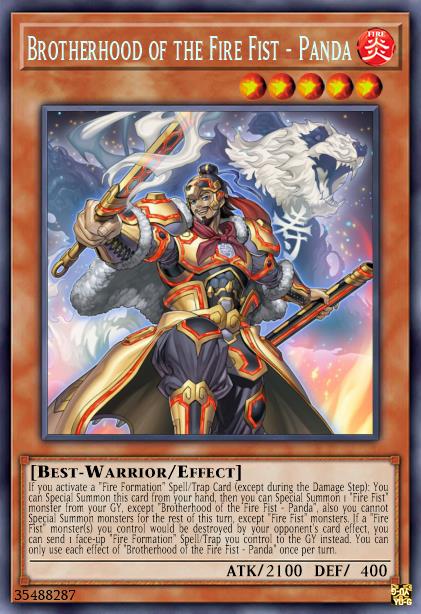 BROTHERHOOD OF THE FIRE FIST - PANDA
FIRE
炎
寿
[BEST-WARRIOR/EFFECT]
If you activate a "Fire Formation" Spell/Trap Card (except during the Damage Step): You
can Special Summon this card from your hand, then you can Special Summon 1 "Fire Fist"
monster from your GY, except "Brotherhood of the Fire Fist - Panda", also you cannot
Special Summon monsters for the rest of this turn, except "Fire Fist" monsters. If a "Fire
Fist" monster(s) you control would be destroyed by your opponent's card effect, you
can send 1 face-up "Fire Formation" Spell/Trap you control to the GY instead. You can
only use each effect of "Brotherhood of the Fire Fist - Panda" once per turn.
ATK/2100 DEF/ 400
35488287